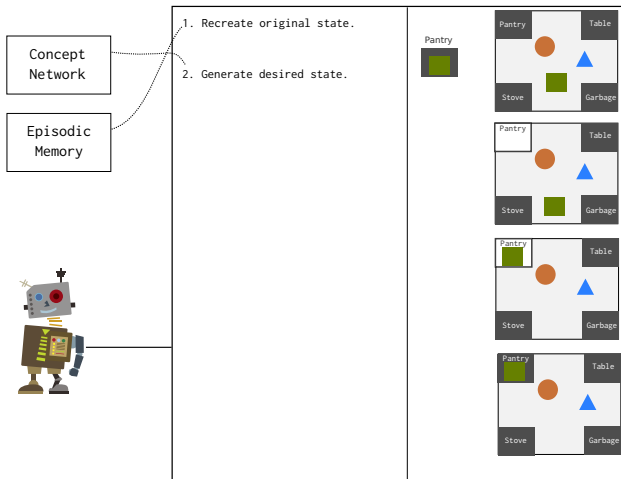 Concept
Network
Episodic
Memory
1. Recreate original state.
2. Generate desired state.
Pantry
Pantry
Table
Stove
Garbage
Pantry
Table
Stove
Garbage
Pantry
Table
Stove
Garbage
Pantry
Table
Stove
Garbage